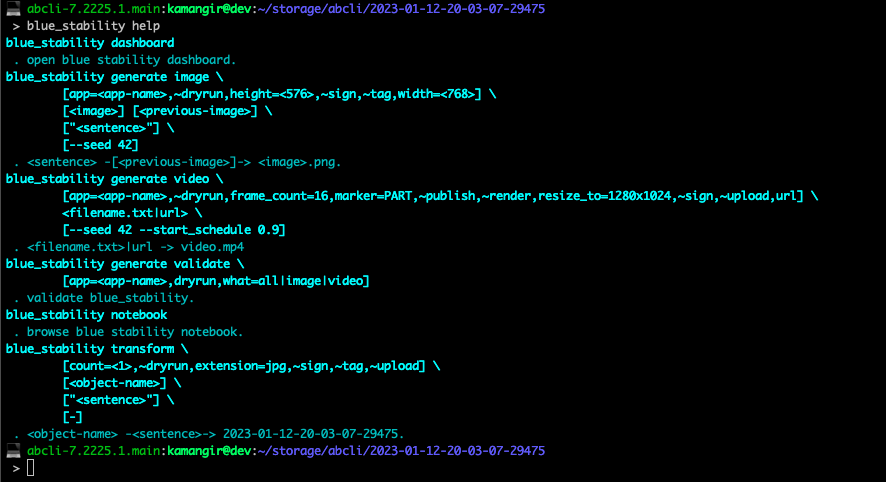 abcli-7.2225.1.main:kamangir@dev:~/storage/abcli/2023-01-12-20-03-07-29475
> blue_stability help
blue_stability dashboard
. open blue stability dashboard.
blue_stability generate image \
[app=<app-name>,~dryrun,height=<576>,~sign,~tag,width=<768>] \
[<image>] [<previous-image>] \
["<sentence>"] \
[--seed 42]
. <sentence> -[<previous-image>]-> <image>.png.
blue_stability generate video \
[app=<app-name>,~dryrun,frame_count=16,marker=PART,~publish,~render,resize_to=1280x1024,~sign,~upload,url] \
<filename.txt|url> \
[--seed 42 --start_schedule 0.9]
. <filename.txt>|url -> video.mp4
blue_stability generate validate \
[app=<app-name>,dryrun,what=all|image|video]
. validate blue_stability.
blue_stability notebook
. browse blue stability notebook.
blue_stability transform \
[count=<1>,~dryrun,extension=jpg,~sign,~tag,~upload] \
[<object-name>] \
["<sentence>"] \
[-]
. <object-name> -<sentence>-> 2023-01-12-20-03-07-29475.
abcli-7.2225.1.main:kamangir@dev:~/storage/abcli/2023-01-12-20-03-07-29475
>